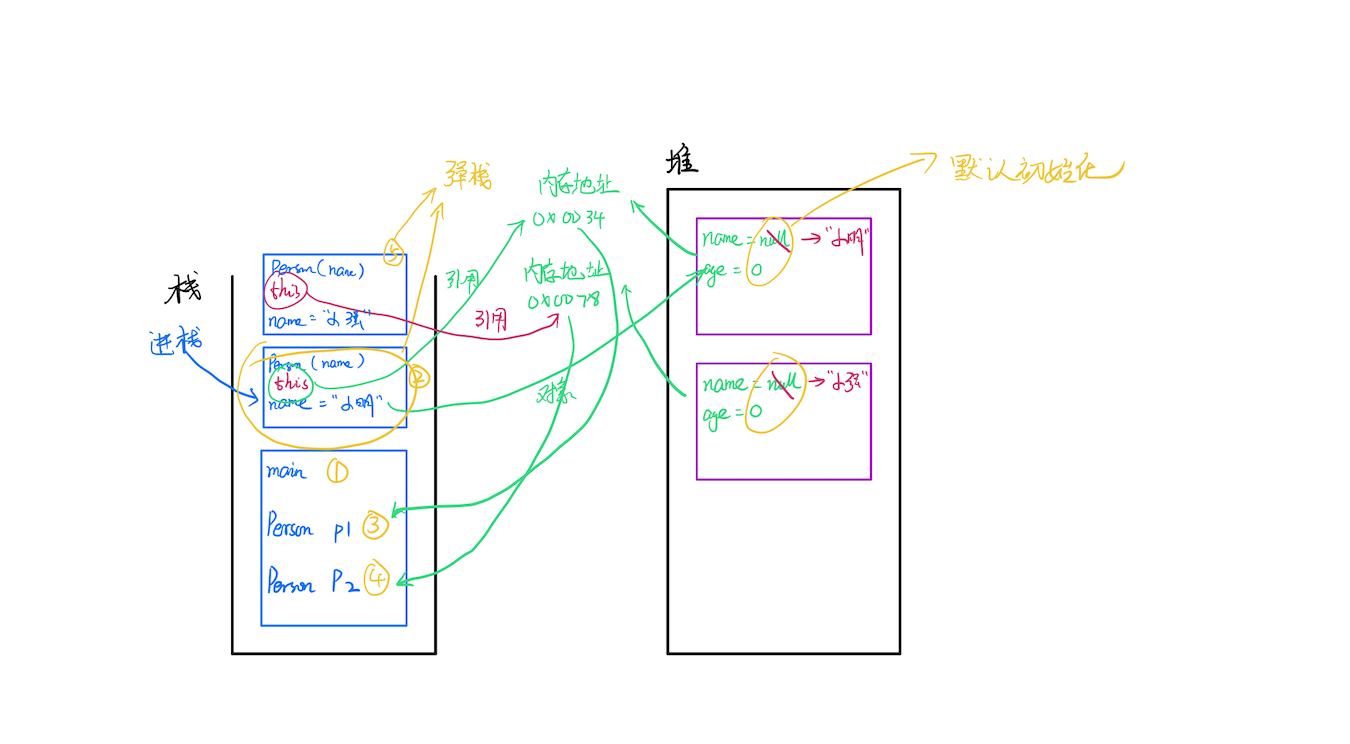 堆
默认初始化
弹栈
内存地址
0x0034
name = null → "小明"
age = 0
⑤
Person(name)
this
name = "小强"
栈
进栈
引用
内存地址
0x0078
引用
Person (name)
②
this
name = "小明"
对象
name = null → "小强"
age = 0
main ①
Person p1 ③
Person P2 ④